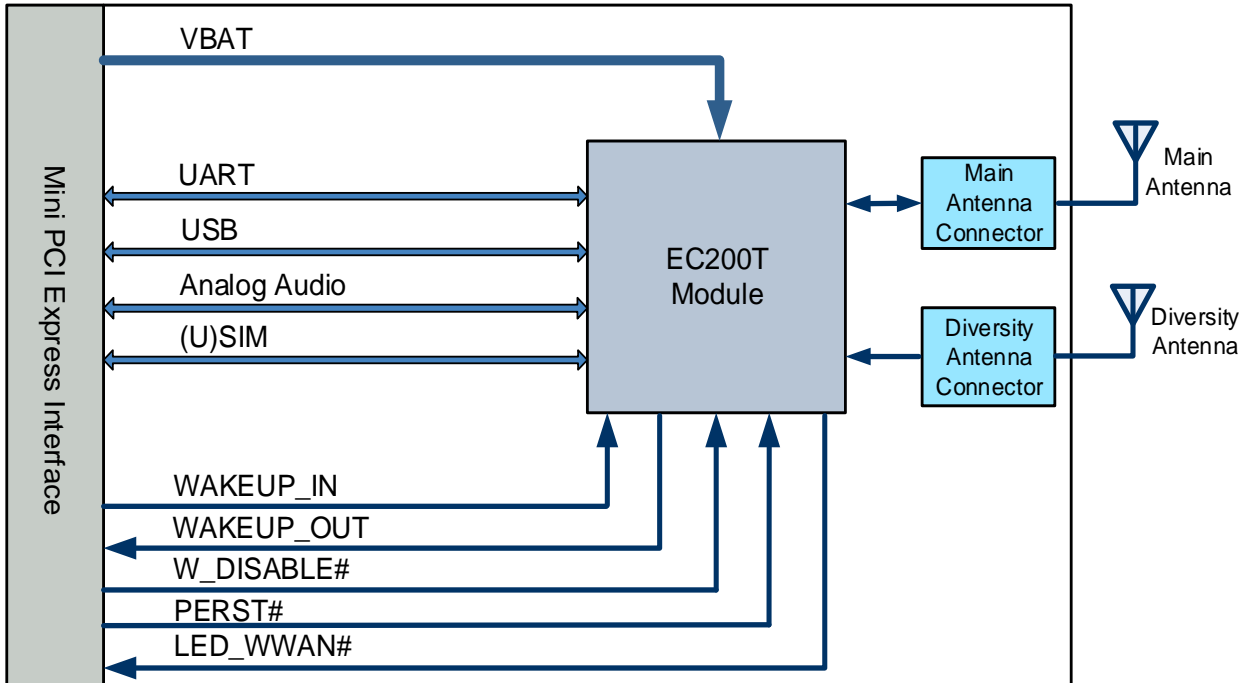 VBAT
Mini PCI Express Interface
UART
USB
Analog Audio
(U)SIM
EC200T
Module
Main
Antenna
Connector
Main
Antenna
Diversity
Antenna
Connector
Diversity
Antenna
WAKEUP_IN
WAKEUP_OUT
W_DISABLE#
PERST#
LED_WWAN#